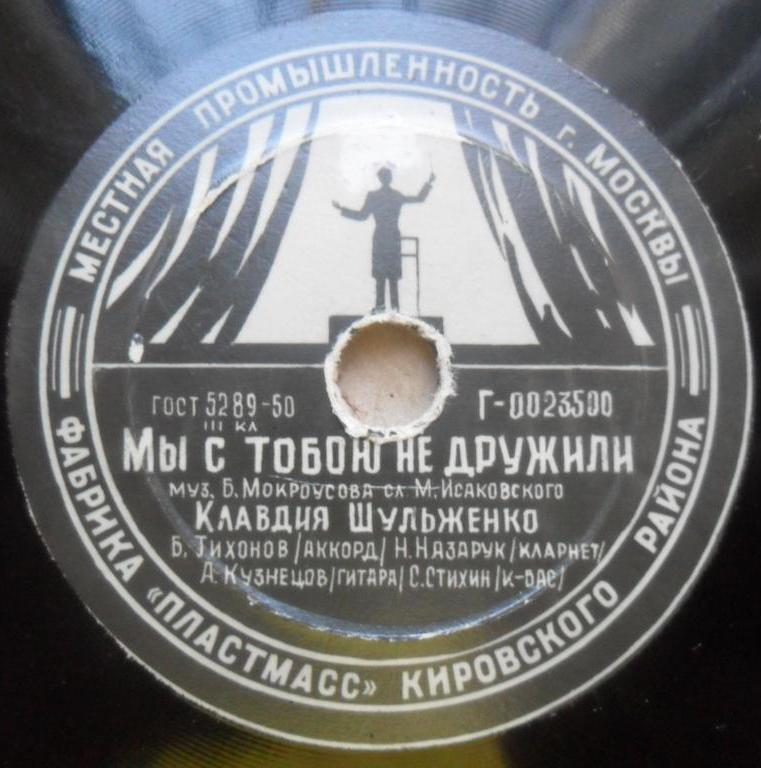 МЕСТНАЯ ПРОМЫШЛЕННОСТЬ г. МОСКВЫ
ГОСТ 5289-50
Г-0023500
III КЛ
МЫ С ТОБОЮ НЕ ДРУЖИЛИ
МУЗ. Б. МОКРОУСОВА СЛ М. ИСАКОВСКОГО
КЛАВДИЯ ШУЛЬЖЕНКО
Б. ТИХОНОВ /АККОРД/ Н. НАЗАРУК /КЛАРНЕТ/
А. КУЗНЕЦОВ /ГИТАРА/ С. СТИХИН /К-БАС/
ФАБРИКА «ПЛАСТМАСС» КИРОВСКОГО РАЙОНА